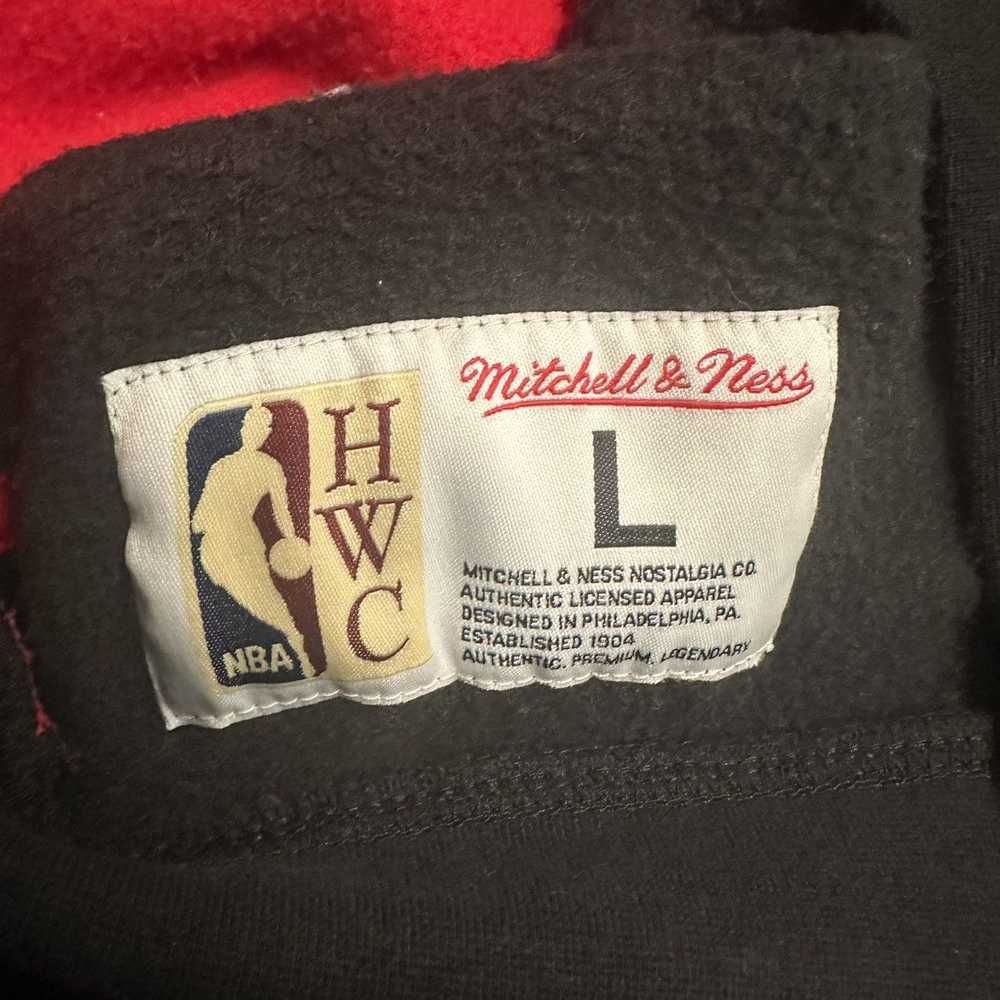 HWC
NBA
Mitchell & Ness
L
MITCHELL & NESS NOSTALGIA CO.
AUTHENTIC LICENSED APPAREL
DESIGNED IN PHILADELPHIA, PA.
ESTABLISHED 1904
AUTHENTIC. PREMIUM. LEGENDARY